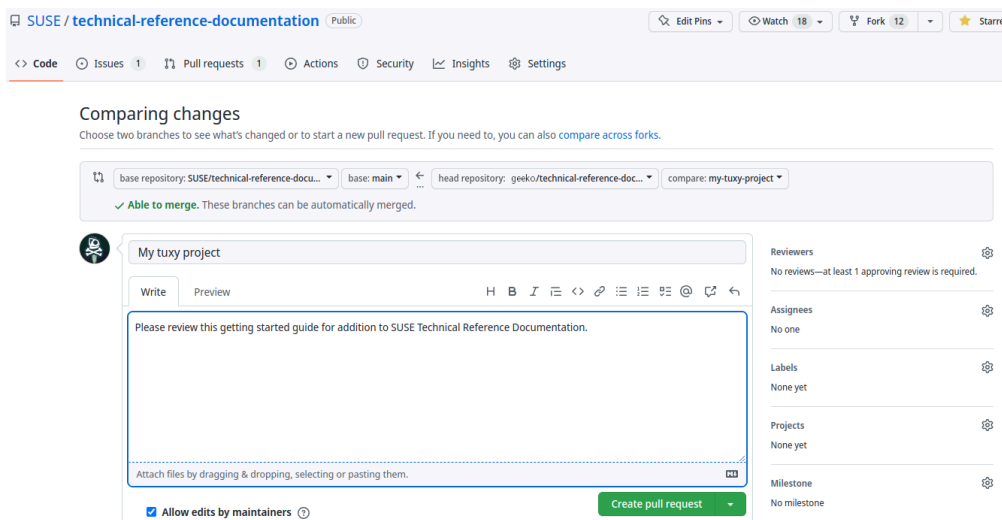 SUSE / technical-reference-documentation Public
Edit Pins Watch 18 Fork 12 Starre
Code Issues 1 Pull requests 1 Actions Security Insights Settings
Comparing changes
Choose two branches to see what's changed or to start a new pull request. If you need to, you can also compare across forks.
base repository: SUSE/technical-reference-docu... base: main head repository: geeko/technical-reference-doc... compare: my-tuxy-project
Able to merge. These branches can be automatically merged.
My tuxy project
Write Preview
Please review this getting started guide for addition to SUSE Technical Reference Documentation.
Attach files by dragging & dropping, selecting or pasting them.
Allow edits by maintainers
Create pull request
Reviewers
No reviews—at least 1 approving review is required.
Assignees
No one
Labels
None yet
Projects
None yet
Milestone
No milestone